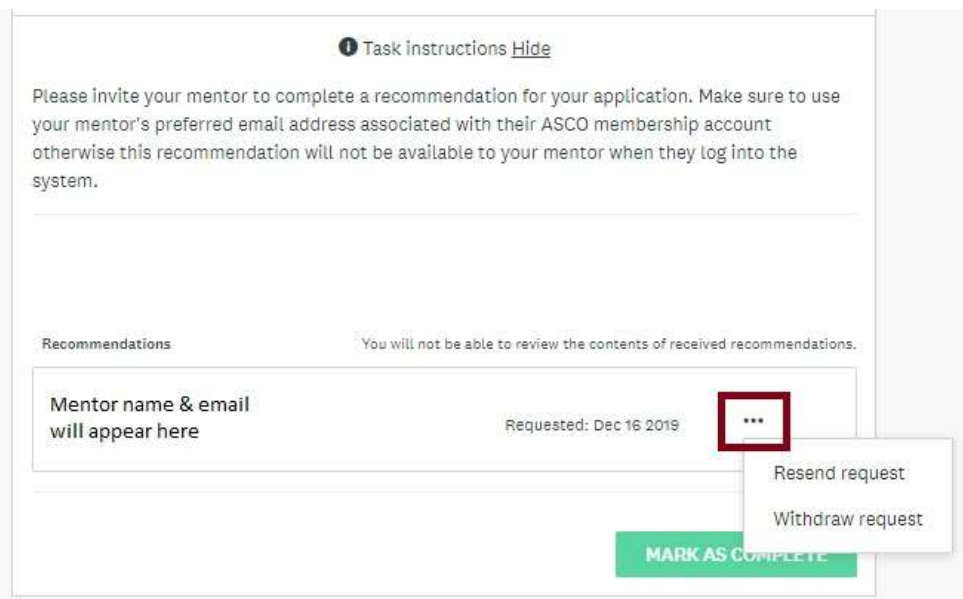 Task instructions Hide
Please invite your mentor to complete a recommendation for your application. Make sure to use
your mentor's preferred email address associated with their ASCO membership account
otherwise this recommendation will not be available to your mentor when they log into the
system.
Recommendations You will not be able to review the contents of received recommendations.
Mentor name & email
will appear here
Requested: Dec 16 2019
Resend request
Withdraw request
MARK AS COMPLETE